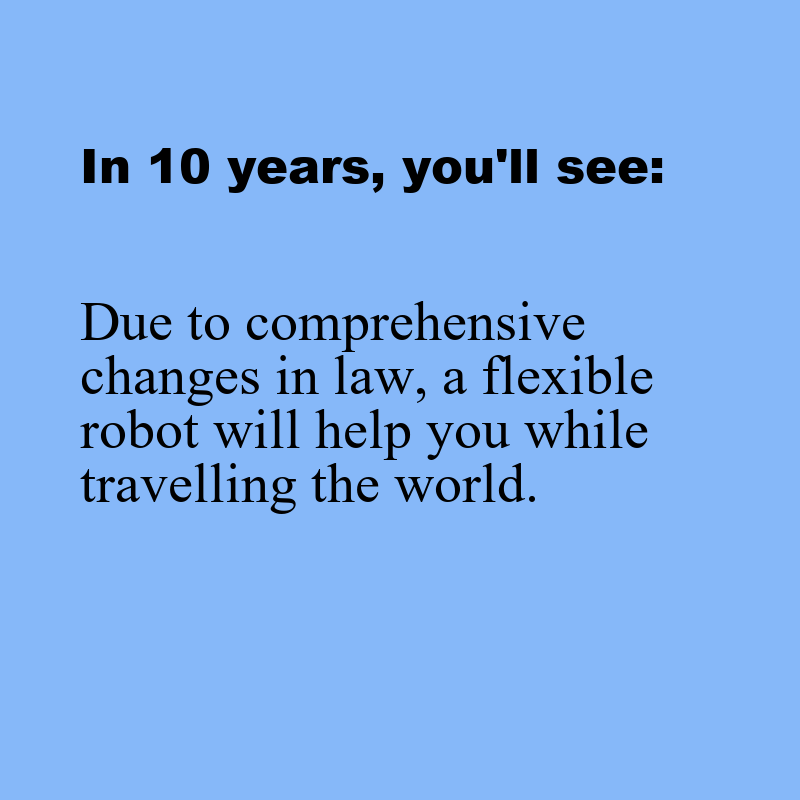 In 10 years, you'll see:
Due to comprehensive
changes in law, a flexible
robot will help you while
travelling the world.